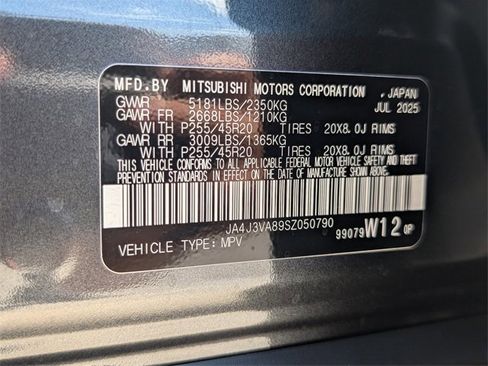 MFD.BY MITSUBISHI MOTORS CORPORATION , JAPAN
GVWR 5181LBS/2350KG JUL 2025
GAWR FR 2668LBS/1210KG
WITH P255/45R20 TIRES 20X8.0J RIMS
GAWR RR 3009LBS/1365KG
WITH P255/45R20 TIRES 20X8.0J RIMS
THIS VEHICLE CONFORMS TO ALL APPLICABLE FEDERAL MOTOR VEHICLE SAFETY AND THEFT
PREVENTION STANDARDS IN EFFECT ON THE DATE OF MANUFACTURE SHOWN ABOVE.
JA4J3VA89SZ050790
VEHICLE TYPE: MPV 99079 W12 OP